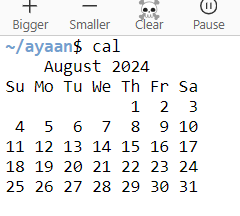 Bigger Smaller Clear Pause
~/ayaan$ cal
    August 2024
Su Mo Tu We Th Fr Sa
             1  2  3
 4  5  6  7  8  9 10
11 12 13 14 15 16 17
18 19 20 21 22 23 24
25 26 27 28 29 30 31